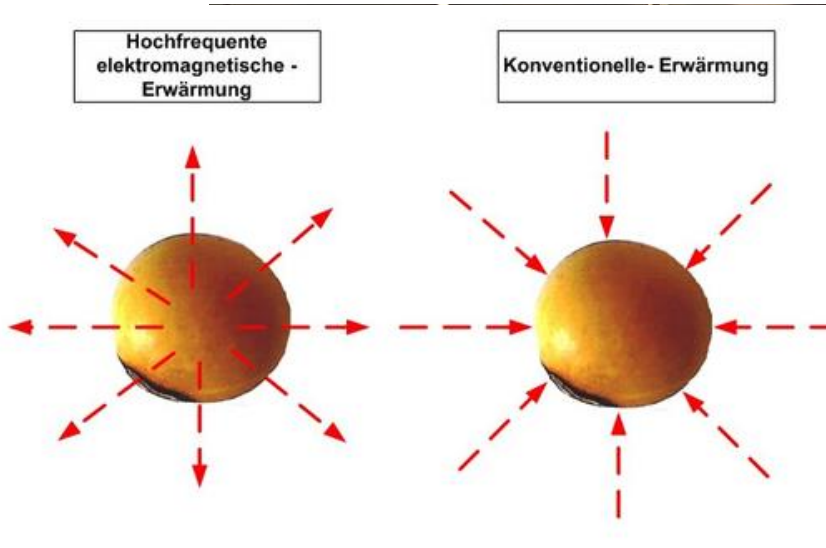 Hochfrequente
elektromagnetische -
Erwärmung
Konventionelle- Erwärmung